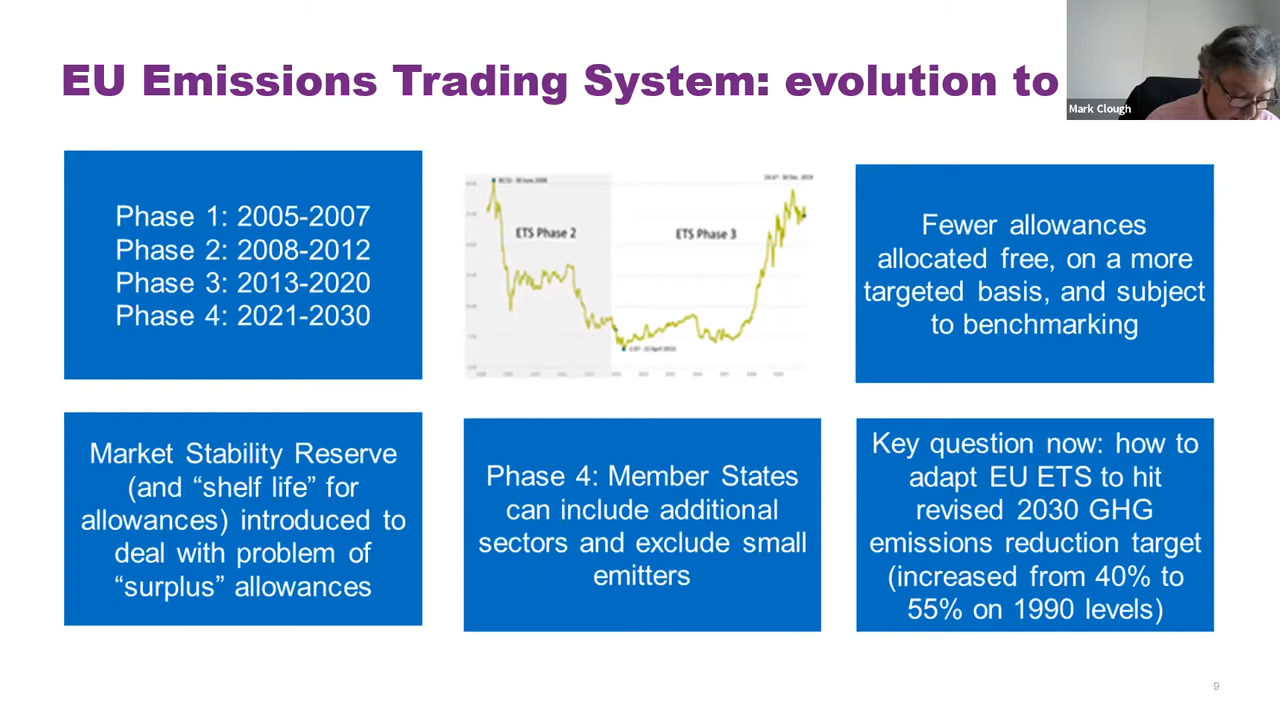 EU Emissions Trading System: evolution to
Mark Clough
Phase 1: 2005-2007
Phase 2: 2008-2012
Phase 3: 2013-2020
Phase 4: 2021-2030
ETS Phase 2
ETS Phase 3
Fewer allowances
allocated free, on a more
targeted basis, and subject
to benchmarking
Market Stability Reserve
(and “shelf life” for
allowances) introduced to
deal with problem of
“surplus” allowances
Phase 4: Member States
can include additional
sectors and exclude small
emitters
Key question now: how to
adapt EU ETS to hit
revised 2030 GHG
emissions reduction target
(increased from 40% to
55% on 1990 levels)
9